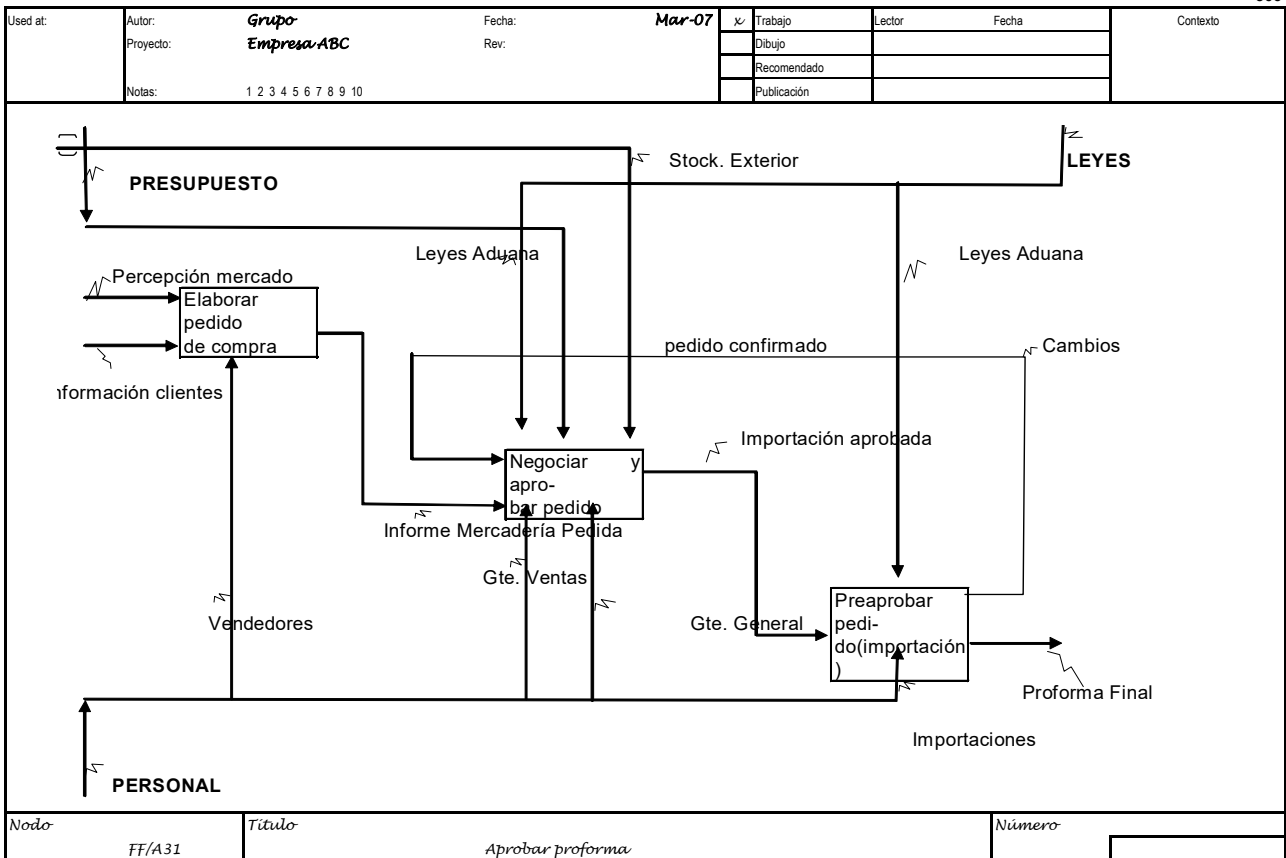 Used at:
Autor: Grupo Fecha: Mar-07 x Trabajo Lector Fecha Contexto
Proyecto: Empresa ABC Rev: Dibujo
Recomendado
Notas: 1 2 3 4 5 6 7 8 9 10 Publicación
Stock. Exterior
LEYES
PRESUPUESTO
Leyes Aduana
Leyes Aduana
Percepción mercado
Elaborar
pedido
de compra
pedido confirmado
Cambios
nformación clientes
Importación aprobada
Negociar y
apro-
bar pedido
Informe Mercadería Pedida
Gte. Ventas
Preaprobar
pedi-
do(importación
)
Vendedores
Gte. General
Proforma Final
Importaciones
PERSONAL
Nodo Título Número
FF/A31 Aprobar proforma